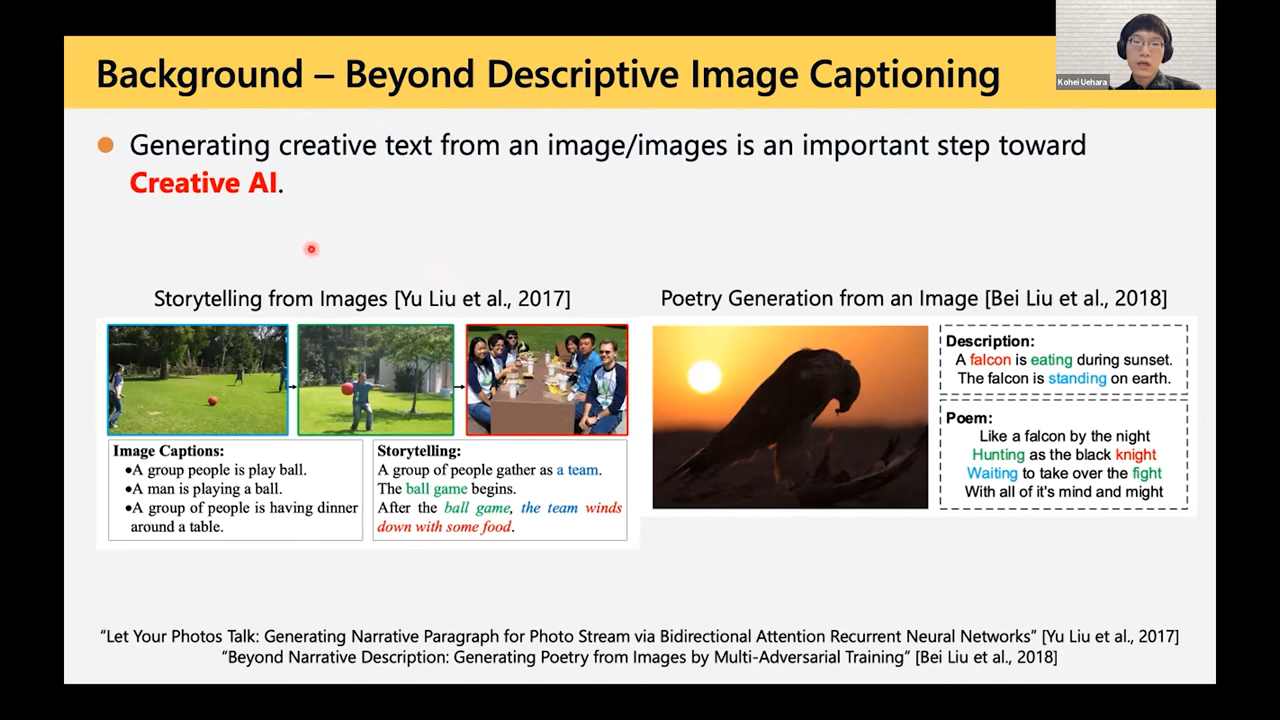 Background – Beyond Descriptive Image Captioning
Kohei Uehara
Generating creative text from an image/images is an important step toward
Creative AI.
Storytelling from Images [Yu Liu et al., 2017]
Image Captions:
•A group people is play ball.
•A man is playing a ball.
•A group of people is having dinner
around a table.
Storytelling:
A group of people gather as a team.
The ball game begins.
After the ball game, the team winds
down with some food.
Poetry Generation from an Image [Bei Liu et al., 2018]
Description:
A falcon is eating during sunset.
The falcon is standing on earth.
Poem:
Like a falcon by the night
Hunting as the black knight
Waiting to take over the fight
With all of it's mind and might
“Let Your Photos Talk: Generating Narrative Paragraph for Photo Stream via Bidirectional Attention Recurrent Neural Networks” [Yu Liu et al., 2017]
“Beyond Narrative Description: Generating Poetry from Images by Multi-Adversarial Training” [Bei Liu et al., 2018]